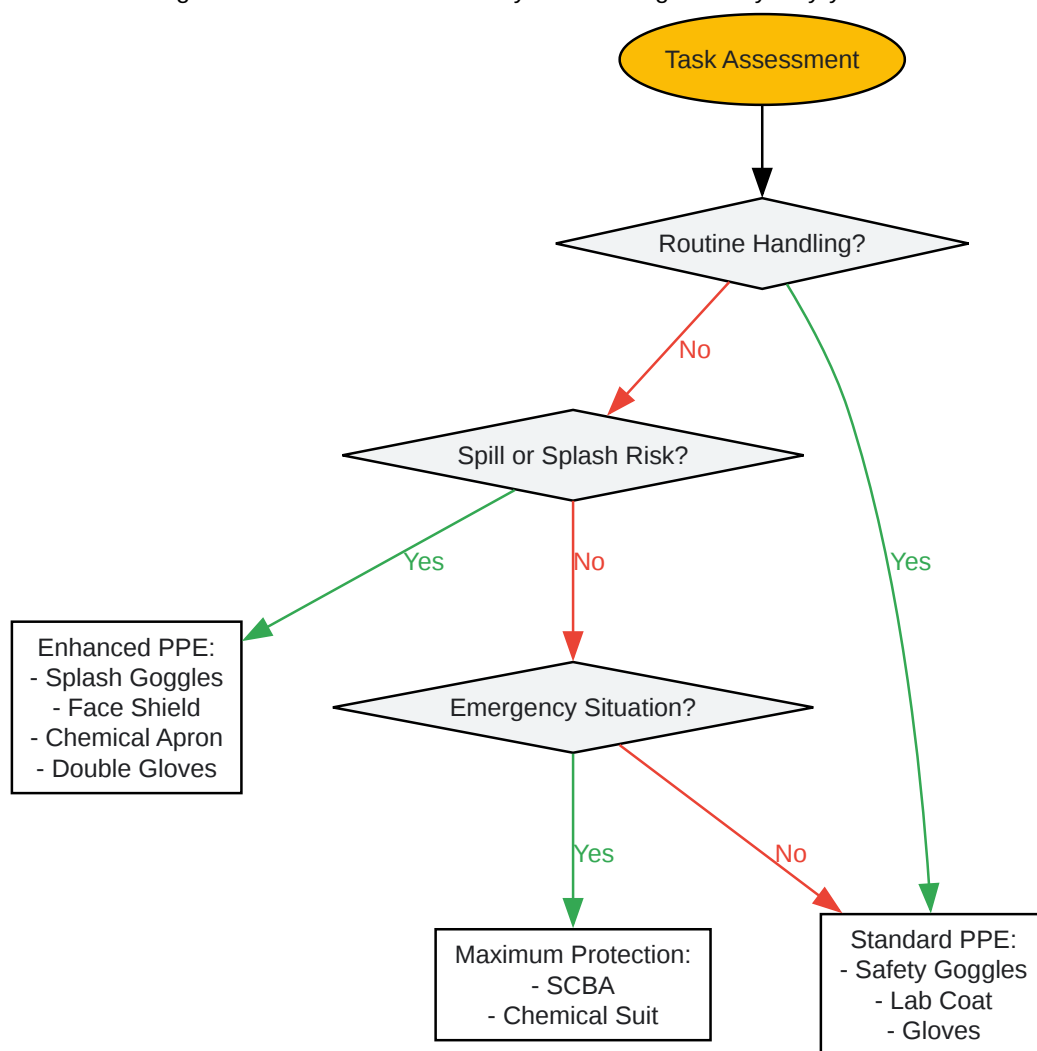 Task Assessment
Routine Handling?
No
Spill or Splash Risk?
Yes
No
Yes
Enhanced PPE:
- Splash Goggles
- Face Shield
- Chemical Apron
- Double Gloves
Emergency Situation?
Yes
No
Maximum Protection:
- SCBA
- Chemical Suit
Standard PPE:
- Safety Goggles
- Lab Coat
- Gloves